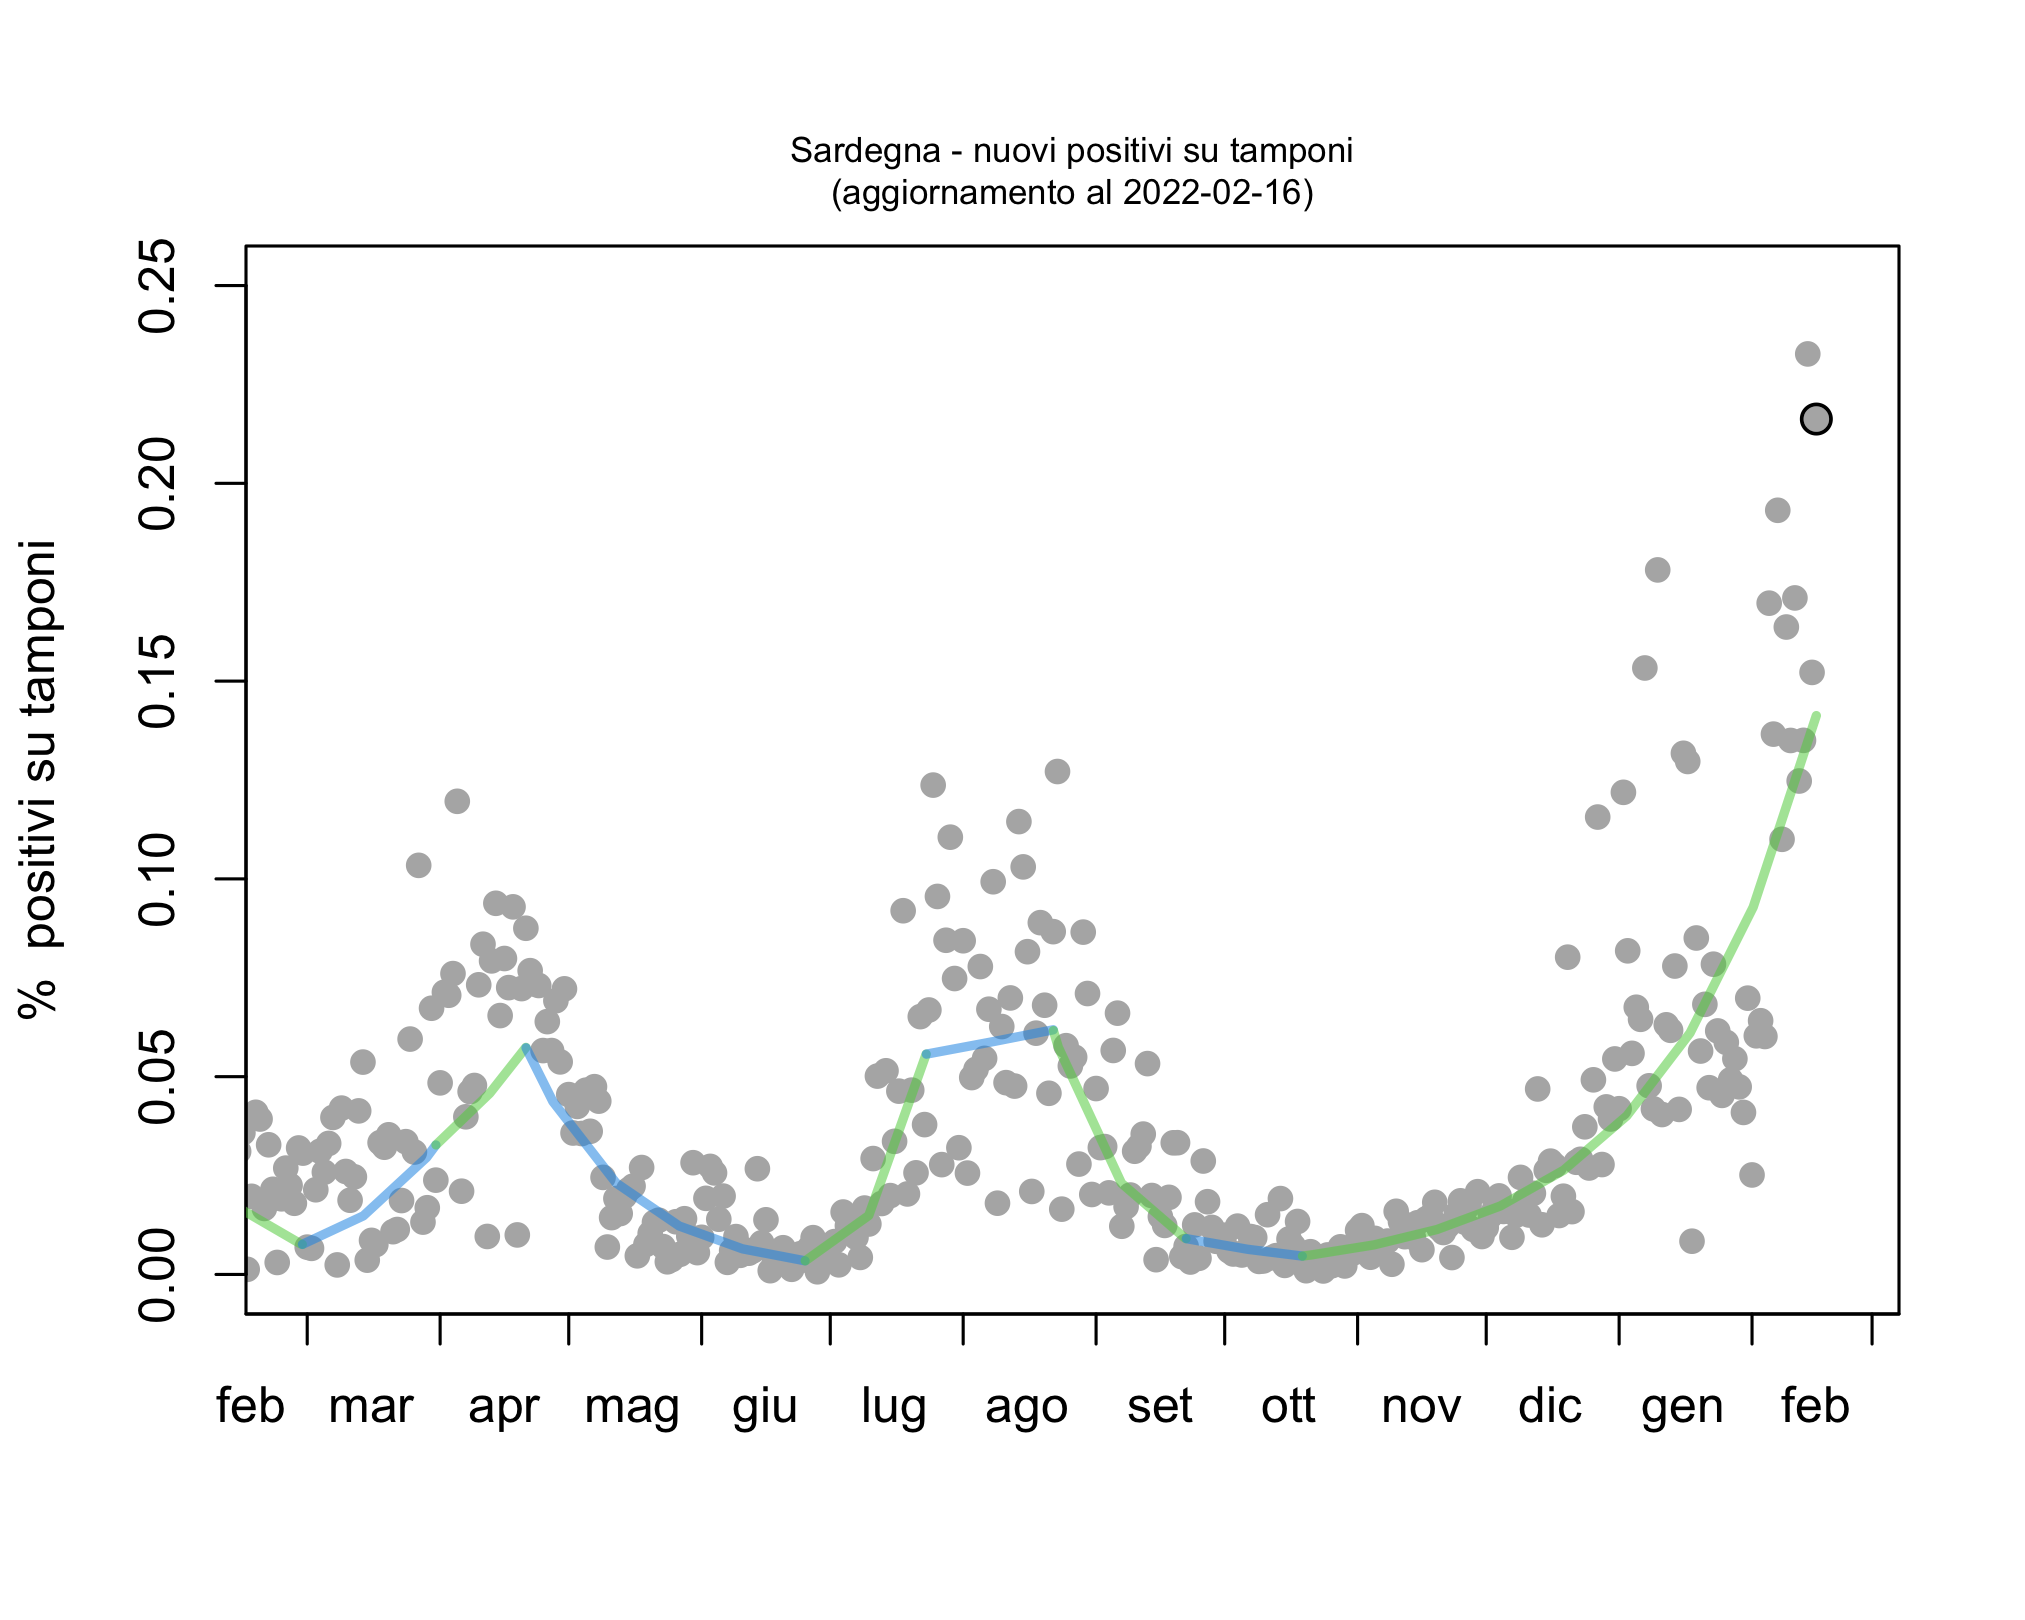 Sardegna - nuovi positivi su tamponi
(aggiornamento al 2022-02-16)
% positivi su tamponi
0.25
0.20
0.15
0.10
0.05
0.00
feb mar apr mag giu lug ago set ott nov dic gen feb